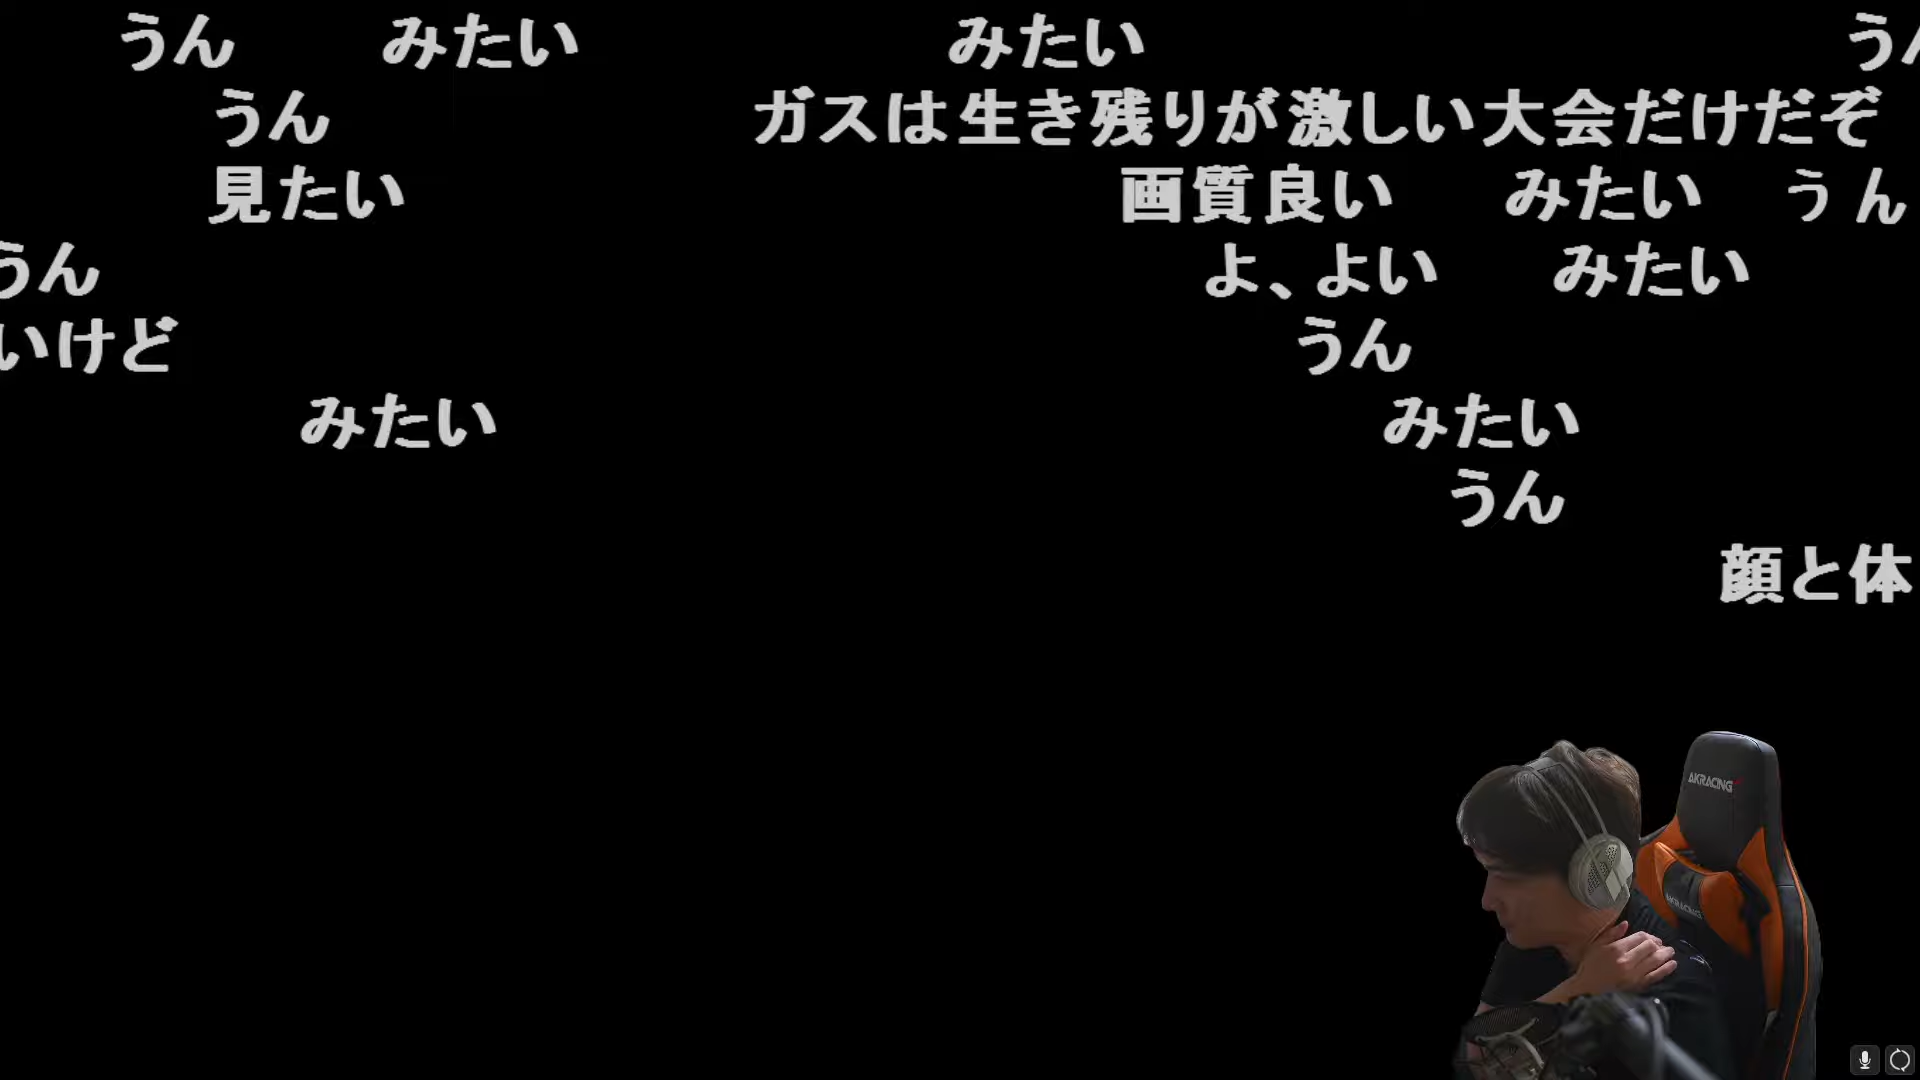 うん みたい みたい う
うん ガスは生き残りが激しい大会だけだぞ
見たい 画質良い みたい うん
うん よ、よい みたい
いけど うん
みたい みたい
うん
顔と体
AKRACING
AKRACING